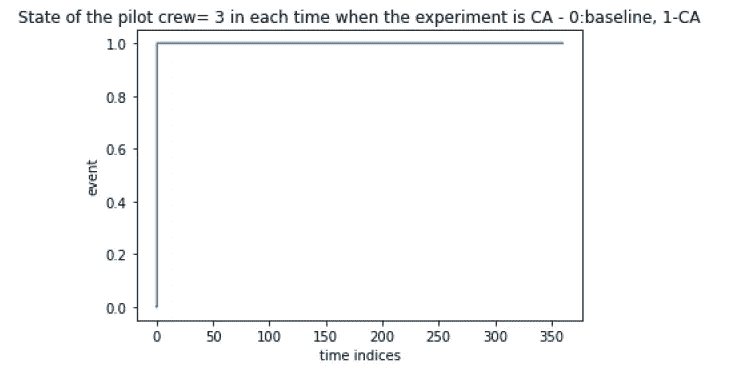 State of the pilot crew= 3 in each time when the experiment is CA - 0:baseline, 1-CA
1.0
0.8
0.6
0.4
0.2
0.0
event
0 50 100 150 200 250 300 350
time indices